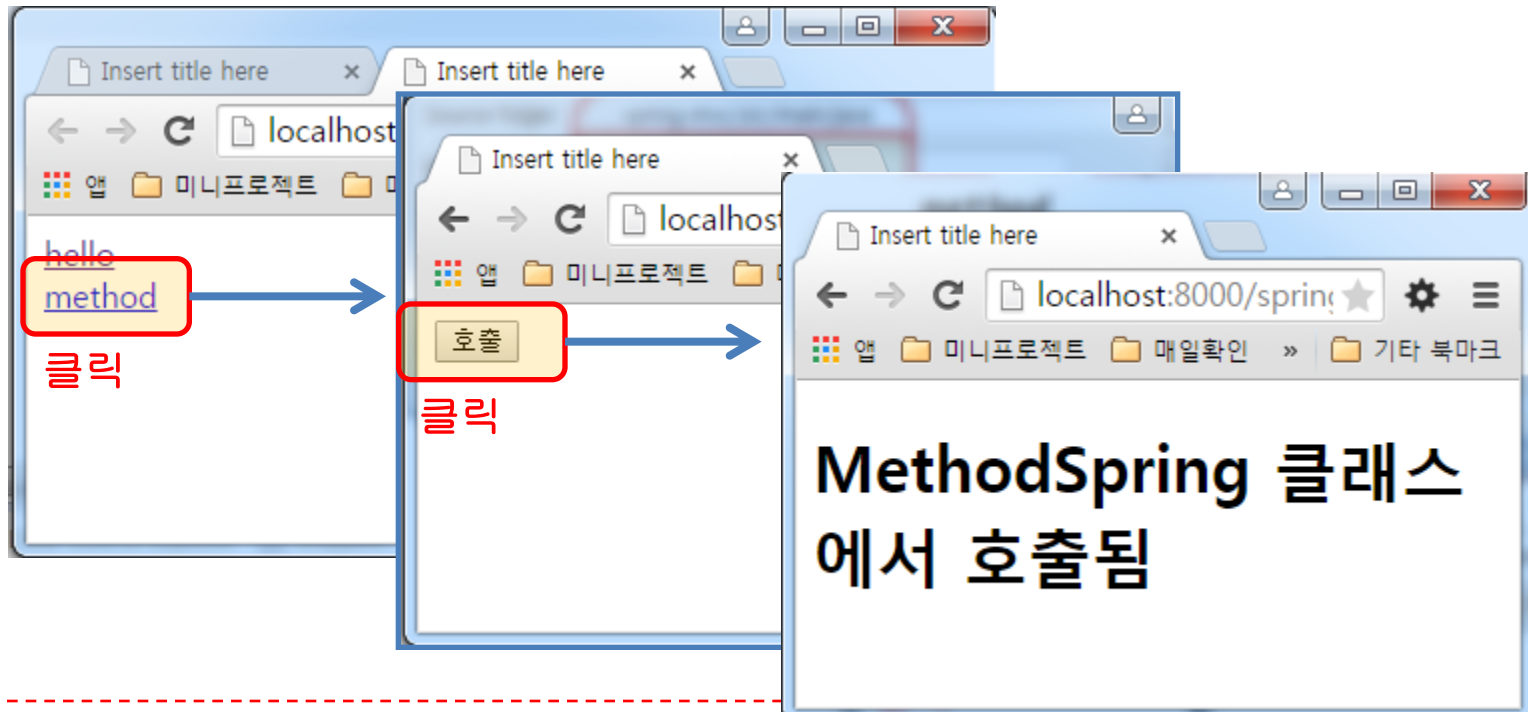 Insert title here
Insert title here
localhost
앱 미니프로젝트
hello
method
클릭
Insert title here
localhost
앱 미니프로젝트
호출
클릭
Insert title here
localhost:8000/spring
앱 미니프로젝트 매일확인 » 기타 북마크
MethodSpring 클래스
에서 호출됨